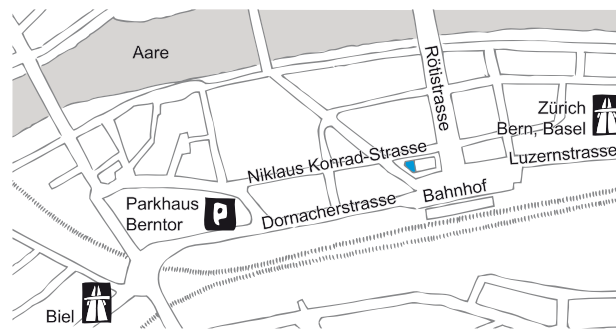 Aare
Rötistrasse
Zürich
Bern, Basel
Niklaus Konrad-Strasse
Luzernstrasse
Parkhaus
Berntor
P
Dornacherstrasse
Bahnhof
Biel